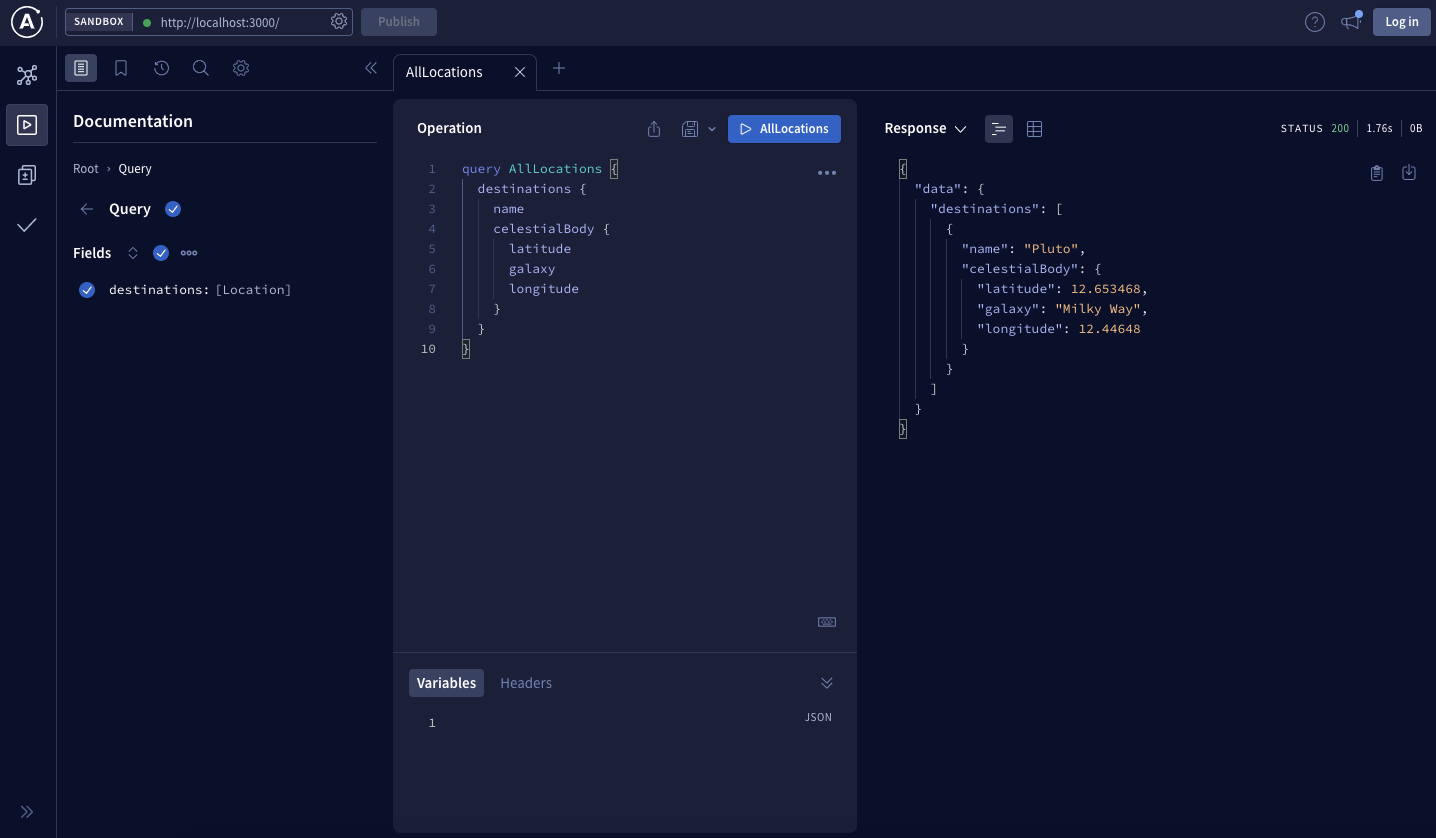 A SANDBOX http://localhost:3000/ Publish ? Log in
AllLocations
Documentation
Root › Query
Query
Fields
destinations: [Location]
Operation
AllLocations
1 query AllLocations {
2 destinations {
3 name
4 celestialBody {
5 latitude
6 galaxy
7 longitude
8 }
9 }
10 }
Variables Headers
JSON
1
Response STATUS 200 1.76s 0B
{
"data": {
"destinations": [
{
"name": "Pluto",
"celestialBody": {
"latitude": 12.653468,
"galaxy": "Milky Way",
"longitude": 12.44648
}
}
]
}
}